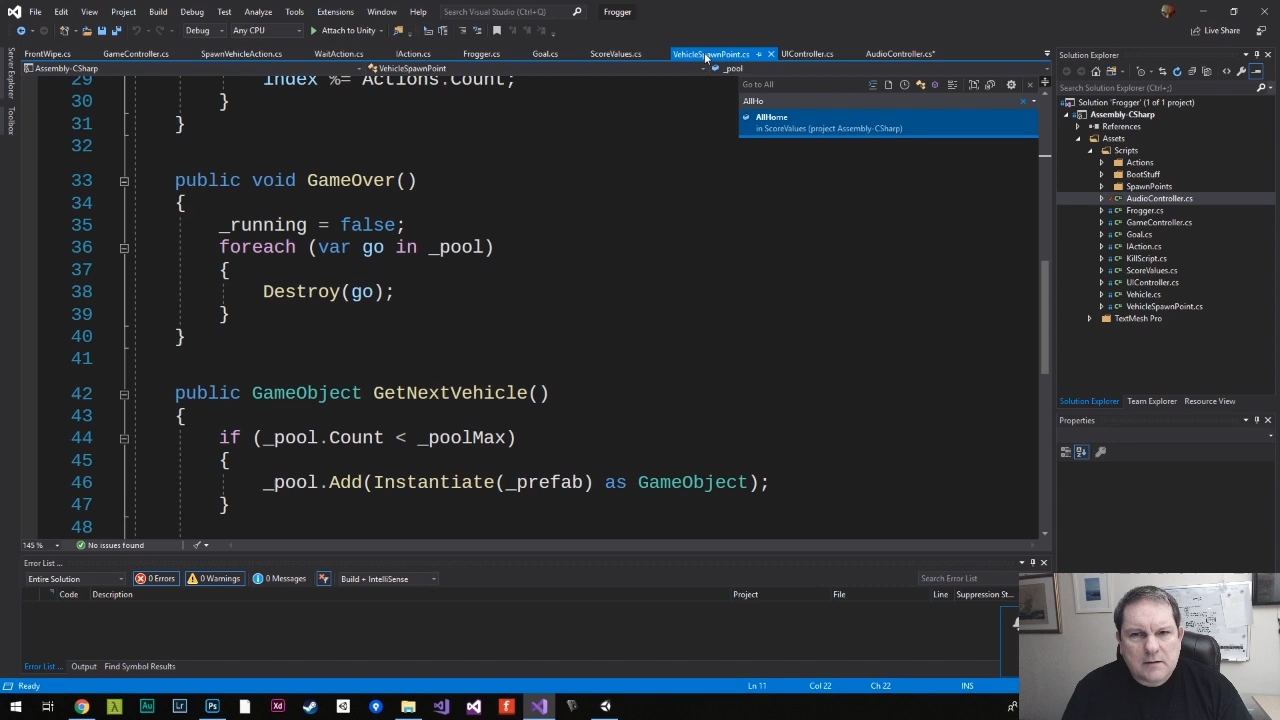 File Edit View Project Build Debug Test Analyze Tools Extensions Window Help Search Visual Studio (Ctrl+Q) Frogger
Debug Any CPU Attach to Unity Live Share
FrontWipe.cs GameController.cs SpawnVehicleAction.cs WaitAction.cs IAction.cs Frogger.cs Goal.cs ScoreValues.cs VehicleSpawnPoint.cs UIController.cs AudioController.cs*
Assembly-CSharp VehicleSpawnPoint _pool
Server Explorer
Toolbox
Go to All
AllHo
AllHome
in ScoreValues (project Assembly-CSharp)
29 index %= Actions.Count;
30 }
31 }
32
33 public void GameOver()
34 {
35 _running = false;
36 foreach (var go in _pool)
37 {
38 Destroy(go);
39 }
40 }
41
42 public GameObject GetNextVehicle()
43 {
44 if (_pool.Count < _poolMax)
45 {
46 _pool.Add(Instantiate(_prefab) as GameObject);
47 }
48
145 % No issues found
Error List ...
Entire Solution 0 Errors 0 Warnings 0 Messages Build + IntelliSense Search Error List
Code Description Project File Line Suppression St...
Error List ... Output Find Symbol Results
Ready Ln 11 Col 22 Ch 22 INS
Solution Explorer
Search Solution Explorer (Ctrl+;)
Solution 'Frogger' (1 of 1 project)
Assembly-CSharp
References
Assets
Scripts
Actions
BootStuff
SpawnPoints
AudioController.cs
Frogger.cs
GameController.cs
Goal.cs
IAction.cs
KillScript.cs
ScoreValues.cs
UIController.cs
Vehicle.cs
VehicleSpawnPoint.cs
TextMesh Pro
Solution Explorer Team Explorer Resource View
Properties